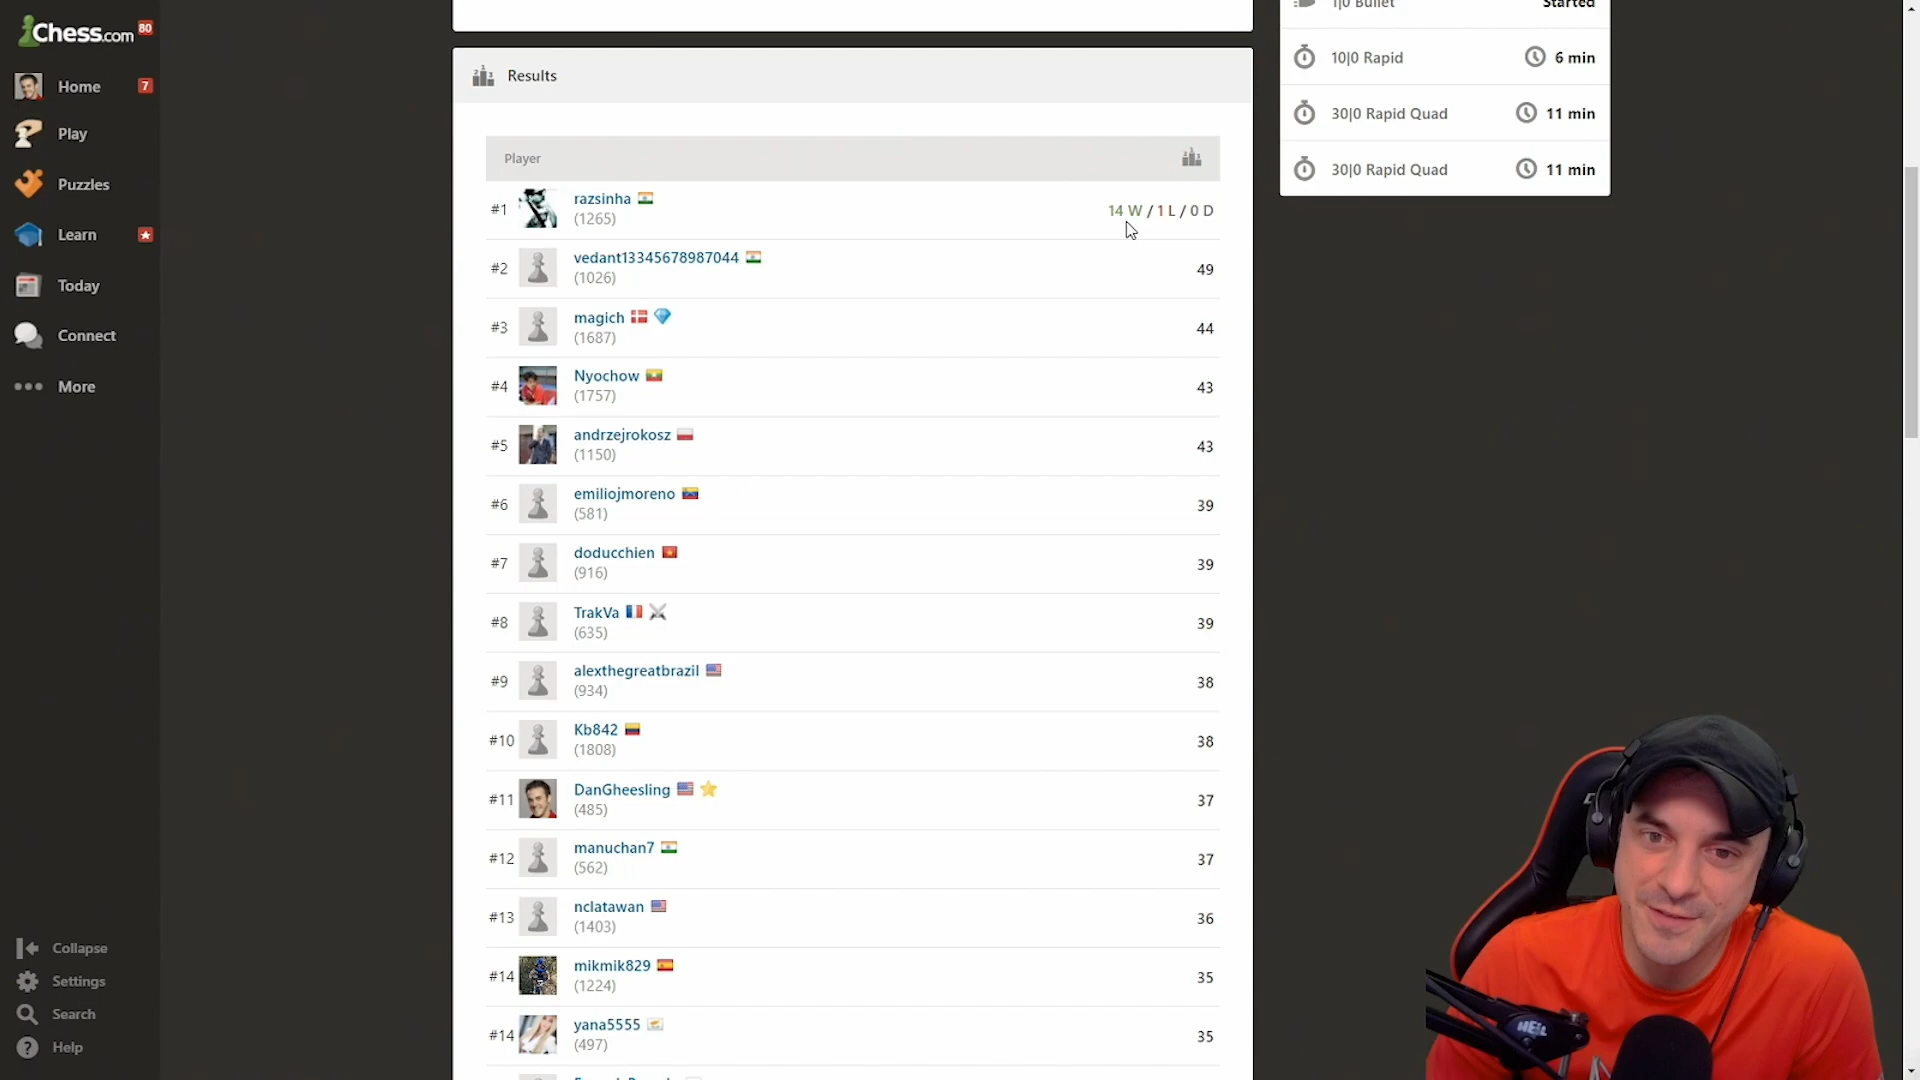 Chess.com 80
Home 7
Play
Puzzles
Learn
Today
Connect
More
Collapse
Settings
Search
Help
Results
Player
#1 razsinha
(1265)
14 W / 1 L / 0 D
#2 vedant13345678987044
(1026)
49
#3 magich
(1687)
44
#4 Nyochow
(1757)
43
#5 andrzejrokosz
(1150)
43
#6 emiliojmoreno
(581)
39
#7 doducchien
(916)
39
#8 TrakVa
(635)
39
#9 alexthegreatbrazil
(934)
38
#10 Kb842
(1808)
38
#11 DanGheesling
(485)
37
#12 manuchan7
(562)
37
#13 nclatawan
(1403)
36
#14 mikmik829
(1224)
35
#14 yana5555
(497)
35
1|0 Bullet Started
10|0 Rapid 6 min
30|0 Rapid Quad 11 min
30|0 Rapid Quad 11 min